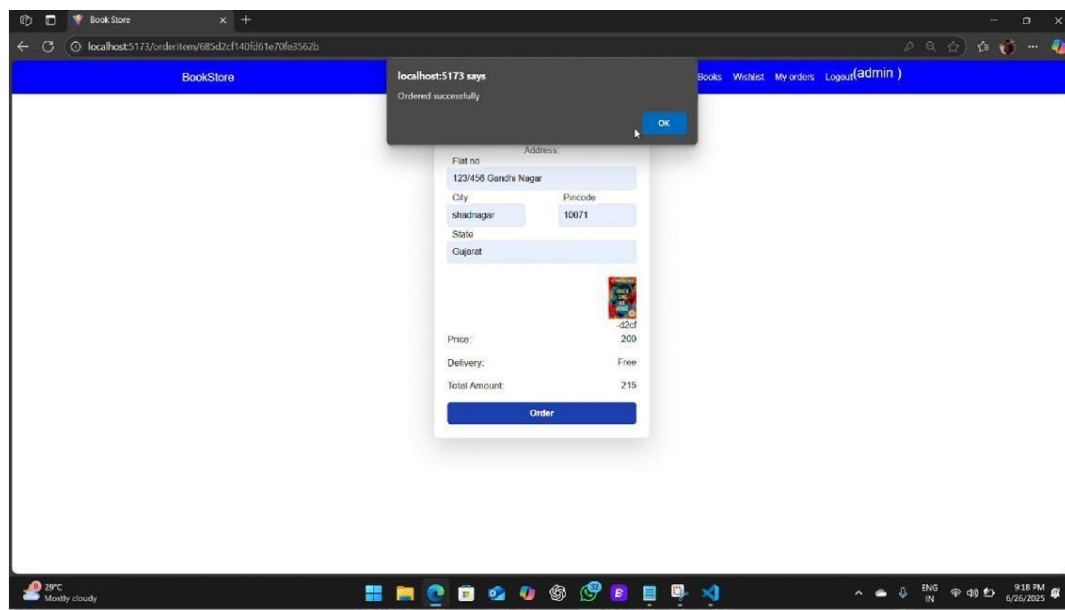 Book Store
localhost:5173/orderitem/685d2cf140fd61e70fe3562b
BookStore
localhost:5173 says
Ordered successfully
OK
Books Wishlist My orders Logout(admin )
Address:
Flat no
123/456 Gandhi Nagar
City Pincode
shadnagar 10071
State
Gujarat
-d2cf
Price: 200
Delivery: Free
Total Amount: 215
Order
8
29°C
Mostly cloudy
32
ENG
IN
9:18 PM
6/26/2025